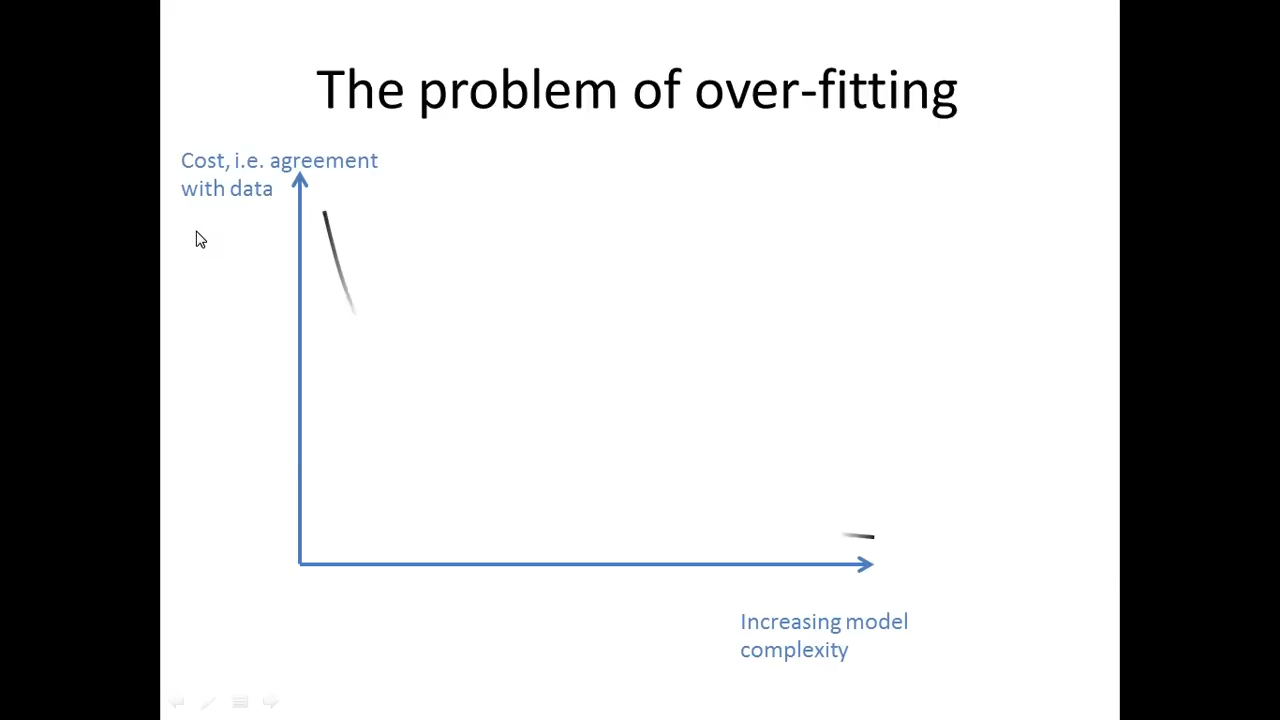 The problem of over-fitting
Cost, i.e. agreement
with data
Increasing model
complexity